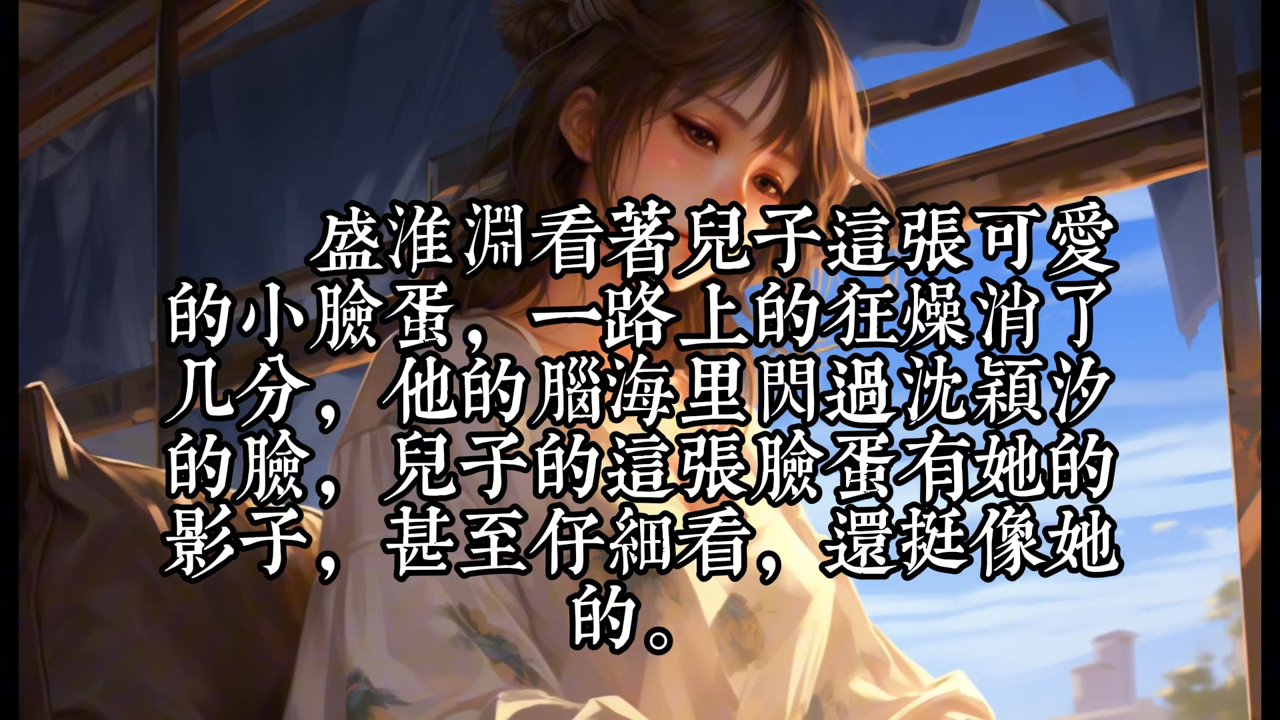 盛淮淵看著兒子這張可愛
的小臉蛋，一路上的狂燥消了
几分，他的腦海里閃過沈穎汐
的臉，兒子的這張臉蛋有她的
影子，甚至仔細看，還挺像她
的。